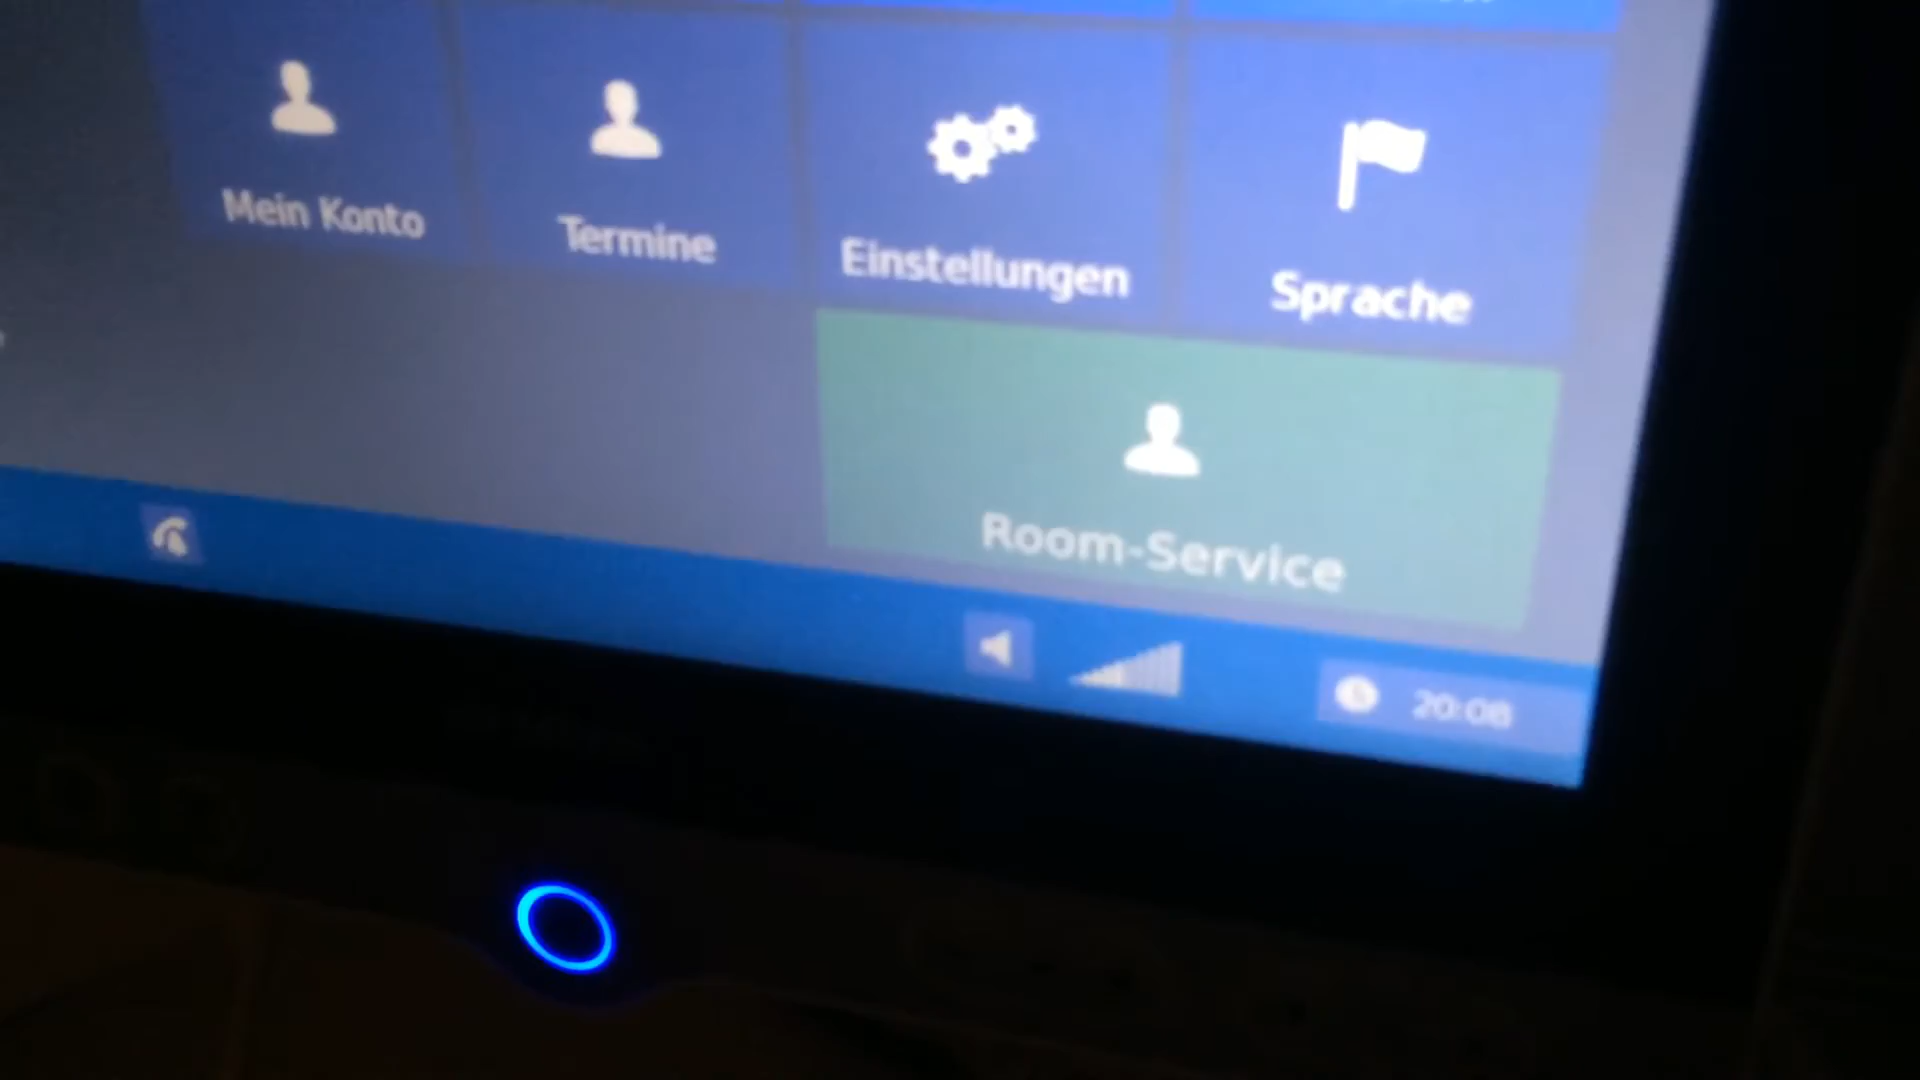 Mein Konto
Termine
Einstellungen
Sprache
Room-Service
20:08